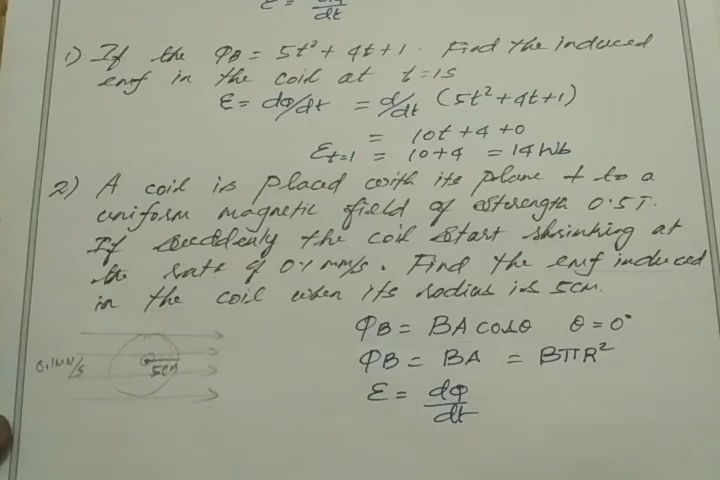 ε = dφ/dt
1) If the φB = 5t² + 4t + 1. Find the induced
emf in the coil at t = 1s
ε = dφ/dt = d/dt (5t² + 4t + 1)
= 10t + 4 + 0
εt=1 = 10 + 4 = 14 Wb
2) A coil is placed with its plane ⊥ to a
uniform magnetic field of strength 0.5T.
If suddenly the coil start shrinking at
the rate of 0.1 mm/s. Find the emf induced
in the coil when its radius is 5cm.
φB = BA cosθ θ = 0°
φB = BA = BπR²
0.1MM/s 5CM
ε = dφ/dt